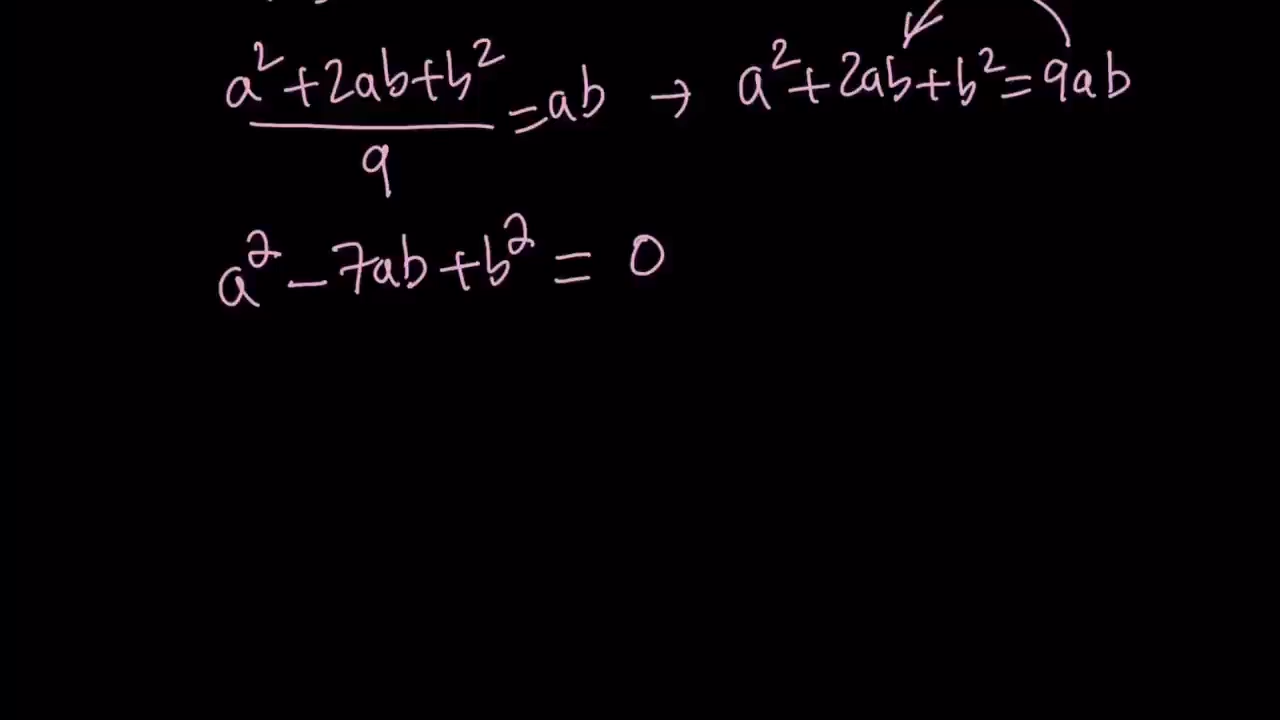 a²+2ab+b²/9 = ab → a²+2ab+b²=9ab
a²-7ab+b² = 0